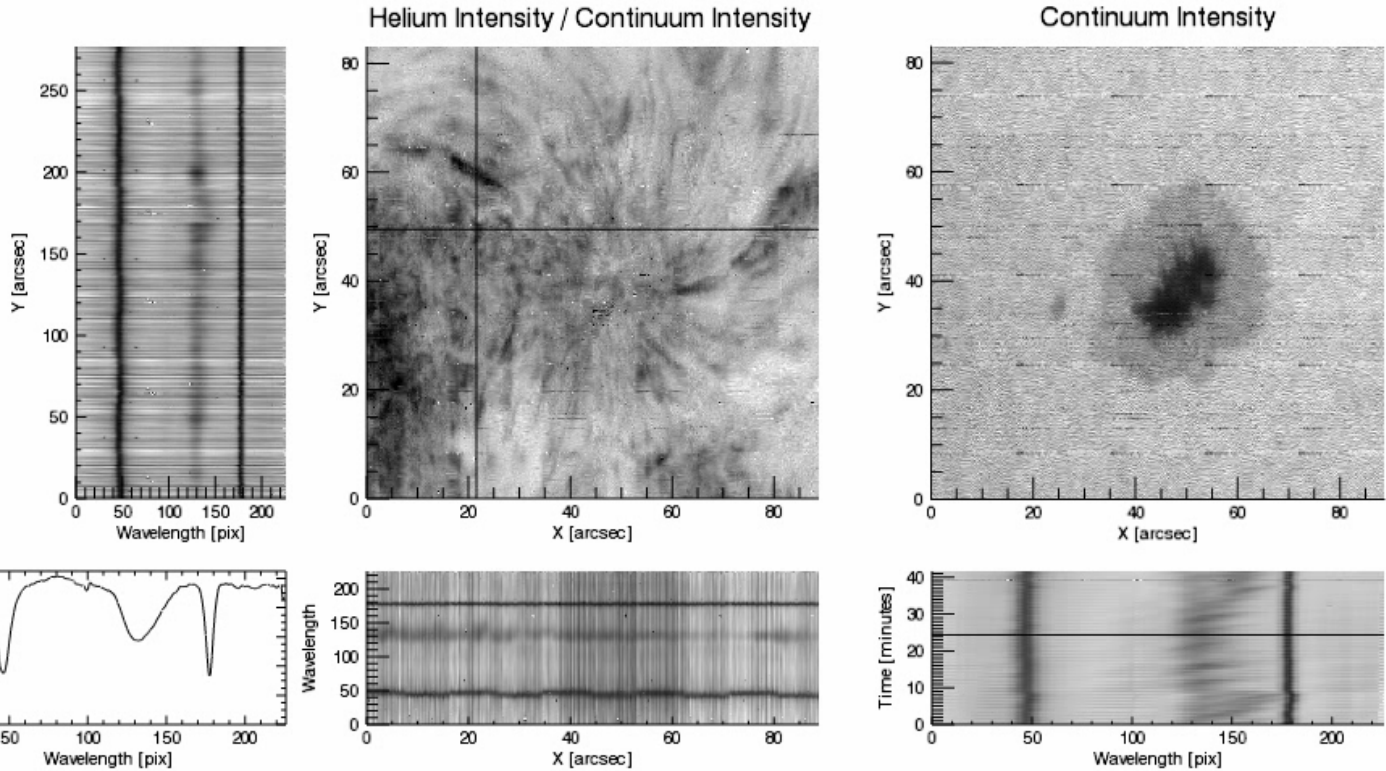 Helium Intensity / Continuum Intensity
Continuum Intensity
250
200
150
100
50
0
Y [arcsec]
0 50 100 150 200
Wavelength [pix]
80
60
40
20
0
Y [arcsec]
0 20 40 60 80
X [arcsec]
80
60
40
20
0
Y [arcsec]
0 20 40 60 80
X [arcsec]
50 100 150 200
Wavelength [pix]
200
150
100
50
0
Wavelength
0 20 40 60 80
X [arcsec]
40
30
20
10
0
Time [minutes]
0 50 100 150 200
Wavelength [pix]